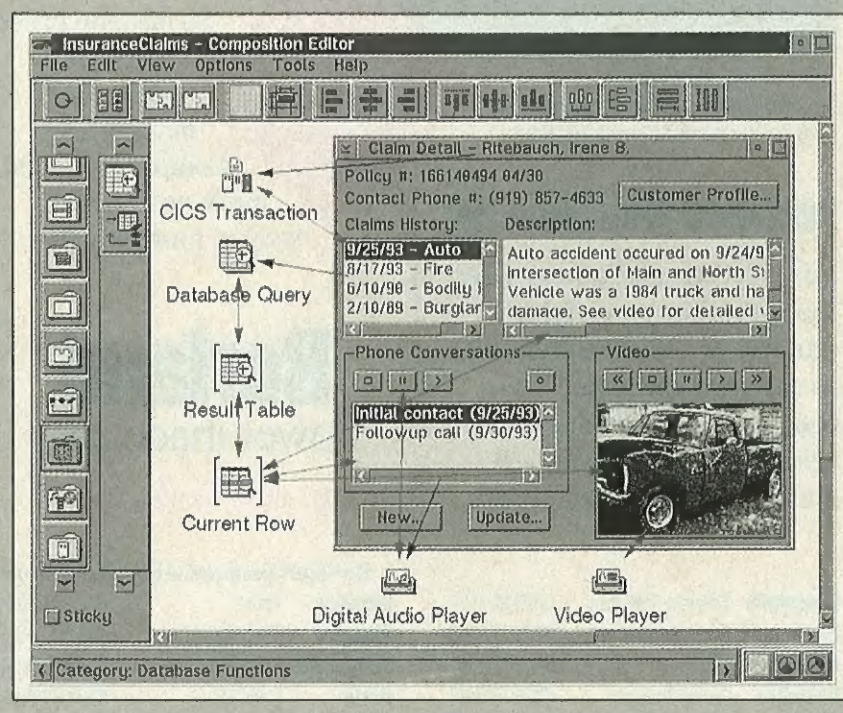 InsuranceClaims - Composition Editor
File Edit View Options Tools Help
Claim Detail - Ritebauch, Irene B.
Policy #: 166140494 04/30
Contact Phone #: (919) 857-4633
Customer Profile...
Claims History:
Description:
9/25/93 - Auto
8/17/93 - Fire
6/10/90 - Bodily
2/10/89 - Burglar
Auto accident occured on 9/24/9
Intersection of Main and North St
Vehicle was a 1984 truck and ha
damage. See video for detailed
CICS Transaction
Database Query
Result Table
Current Row
Phone Conversations
Initial contact (9/25/93)
Followup call (9/30/93)
New...
Update...
Video
Digital Audio Player
Video Player
Sticky
Category: Database Functions